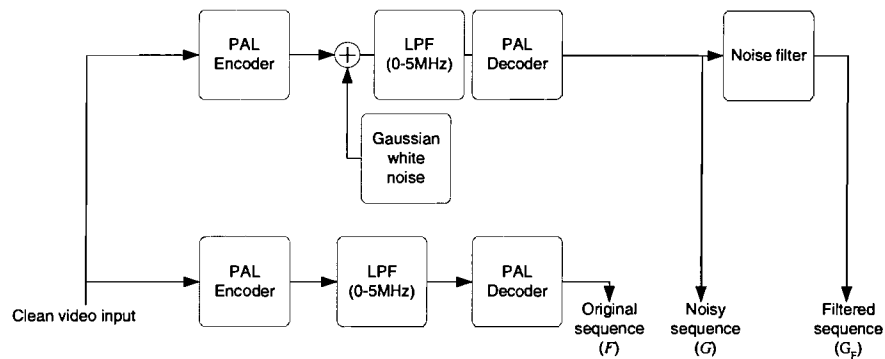 PAL
Encoder
LPF
(0-5MHz)
PAL
Decoder
Noise filter
Gaussian
white
noise
PAL
Encoder
LPF
(0-5MHz)
PAL
Decoder
Clean video input
Original
sequence
(F)
Noisy
sequence
(G)
Filtered
sequence
(G_F)